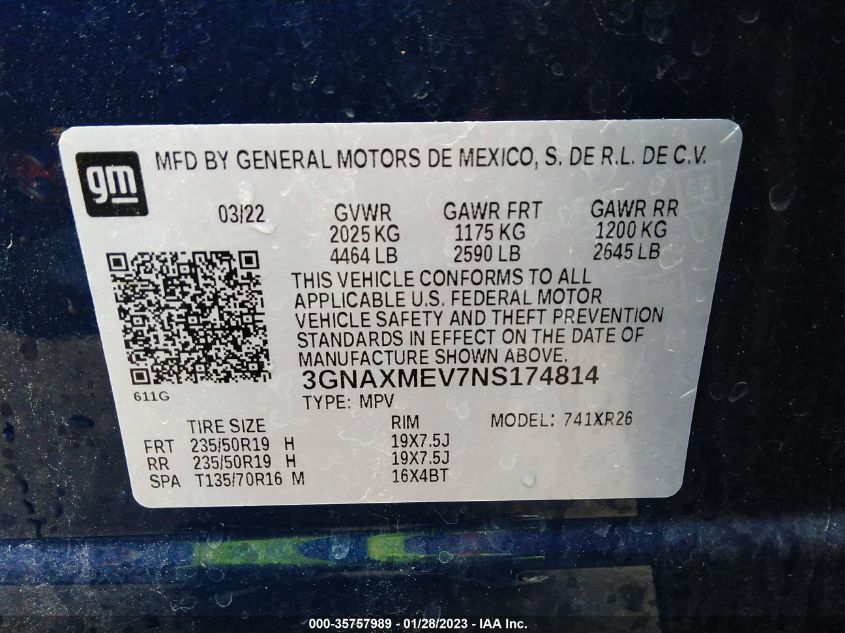 gm
MFD BY GENERAL MOTORS DE MEXICO, S. DE R.L. DE C.V.
03/22 GVWR GAWR FRT GAWR RR
2025 KG 1175 KG 1200 KG
4464 LB 2590 LB 2645 LB
THIS VEHICLE CONFORMS TO ALL
APPLICABLE U.S. FEDERAL MOTOR
VEHICLE SAFETY AND THEFT PREVENTION
STANDARDS IN EFFECT ON THE DATE OF
MANUFACTURE SHOWN ABOVE.
611G
3GNAXMEV7NS174814
TYPE: MPV
TIRE SIZE RIM MODEL: 741XR26
FRT 235/50R19 H 19X7.5J
RR 235/50R19 H 19X7.5J
SPA T135/70R16 M 16X4BT
000-35757989 - 01/28/2023 - IAA Inc.